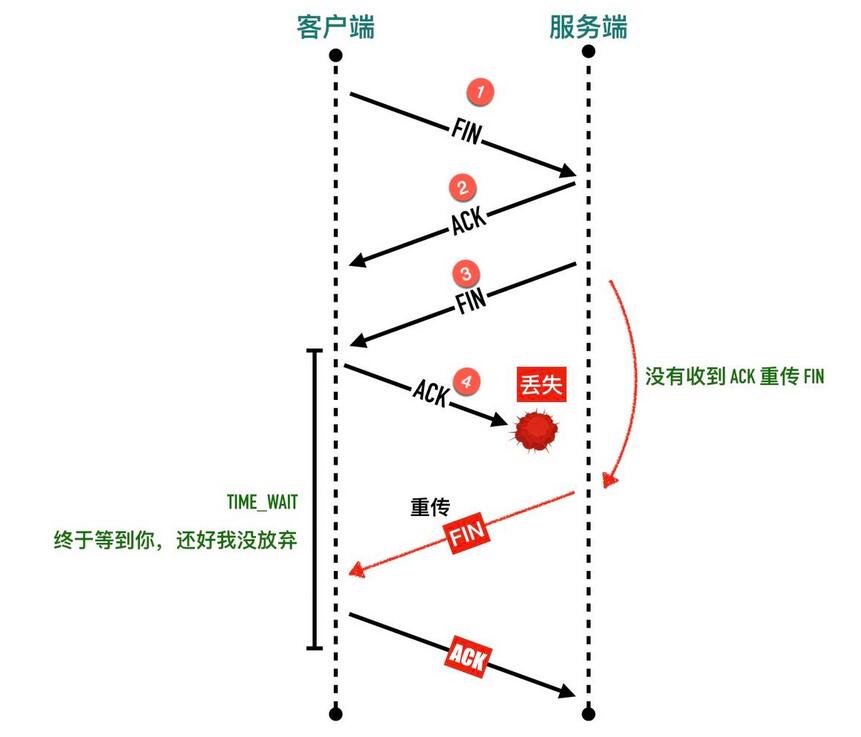 客户端
服务端
1
FIN
2
ACK
3
FIN
ACK
4
丢失
没有收到 ACK 重传 FIN
TIME_WAIT
终于等到你，还好我没放弃
重传
FIN
ACK